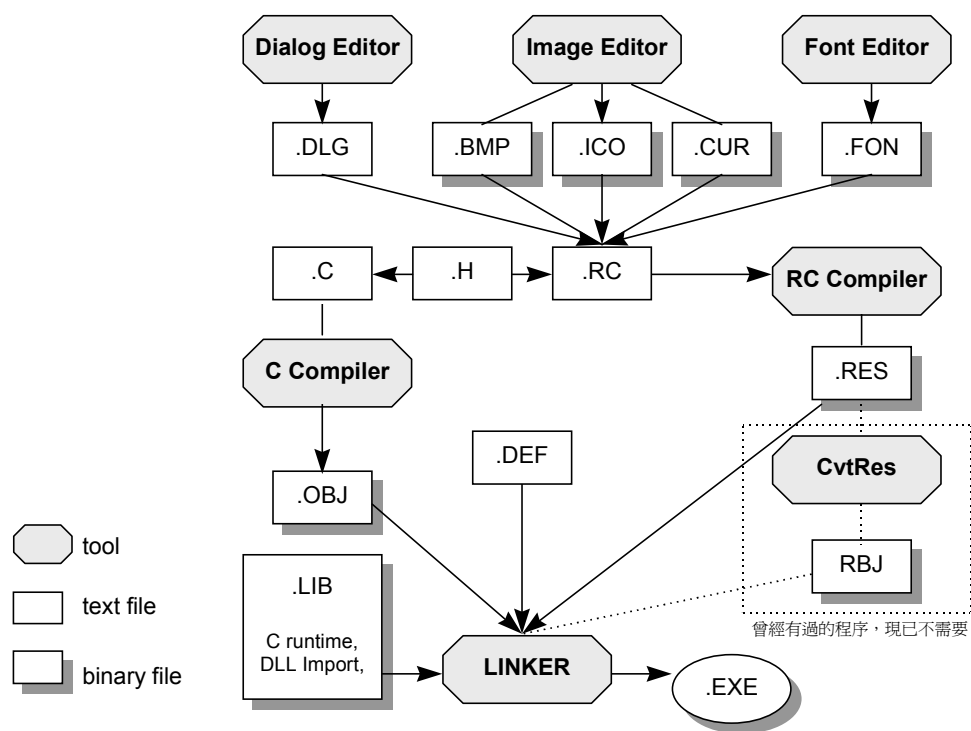 Dialog Editor
Image Editor
Font Editor
.DLG
.BMP
.ICO
.CUR
.FON
.C
.H
.RC
RC Compiler
C Compiler
.RES
.DEF
CvtRes
.OBJ
tool
RBJ
.LIB
text file
曾經有過的程序，現已不需要
C runtime,
DLL Import,
LINKER
binary file
.EXE